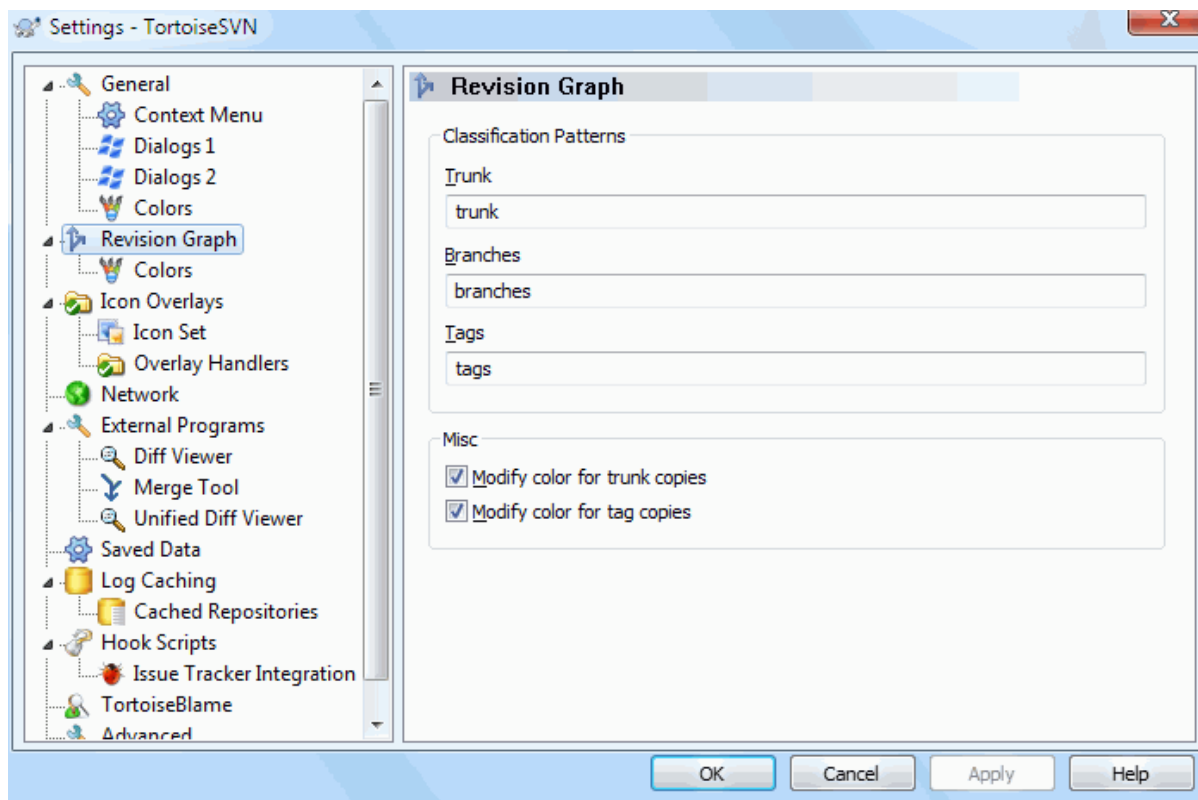 Settings - TortoiseSVN
General
Context Menu
Dialogs 1
Dialogs 2
Colors
Revision Graph
Colors
Icon Overlays
Icon Set
Overlay Handlers
Network
External Programs
Diff Viewer
Merge Tool
Unified Diff Viewer
Saved Data
Log Caching
Cached Repositories
Hook Scripts
Issue Tracker Integration
TortoiseBlame
Advanced
Revision Graph
Classification Patterns
Trunk
trunk
Branches
branches
Tags
tags
Misc
Modify color for trunk copies
Modify color for tag copies
OK
Cancel
Apply
Help